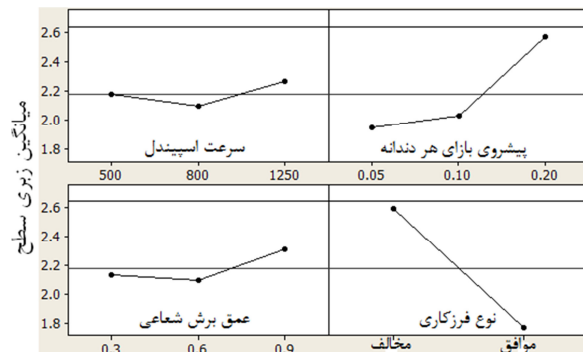 میانگین زبری سطح
2.6
2.4
2.2
2.0
1.8
سرعت اسپیندل
500 800 1250
پیشروی بازای هر دندانه
0.05 0.10 0.20
2.6
2.4
2.2
2.0
1.8
عمق برش شعاعی
0.3 0.6 0.9
نوع فرزکاری
مخالف موافق